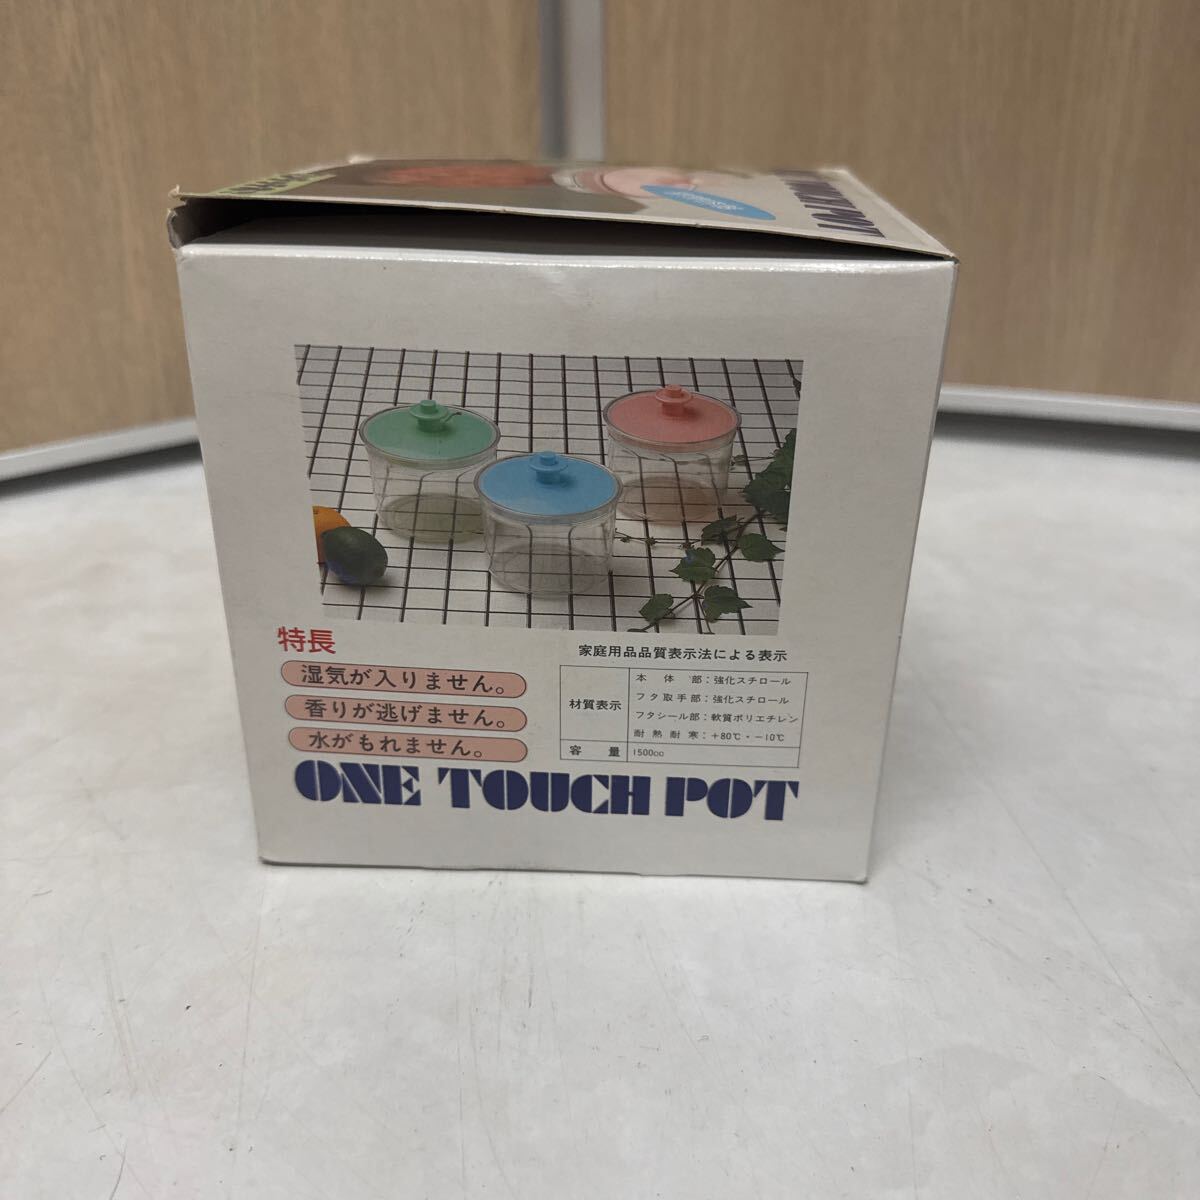 ONE TOUCH POT
特長
湿気が入りません。
香りが逃げません。
水がもれません。
家庭用品品質表示法による表示
材質表示
本体部：強化スチロール
フタ取手部：強化スチロール
フタシール部：軟質ポリエチレン
耐熱耐寒：+80℃・-10℃
容量 1500cc
ONE TOUCH POT